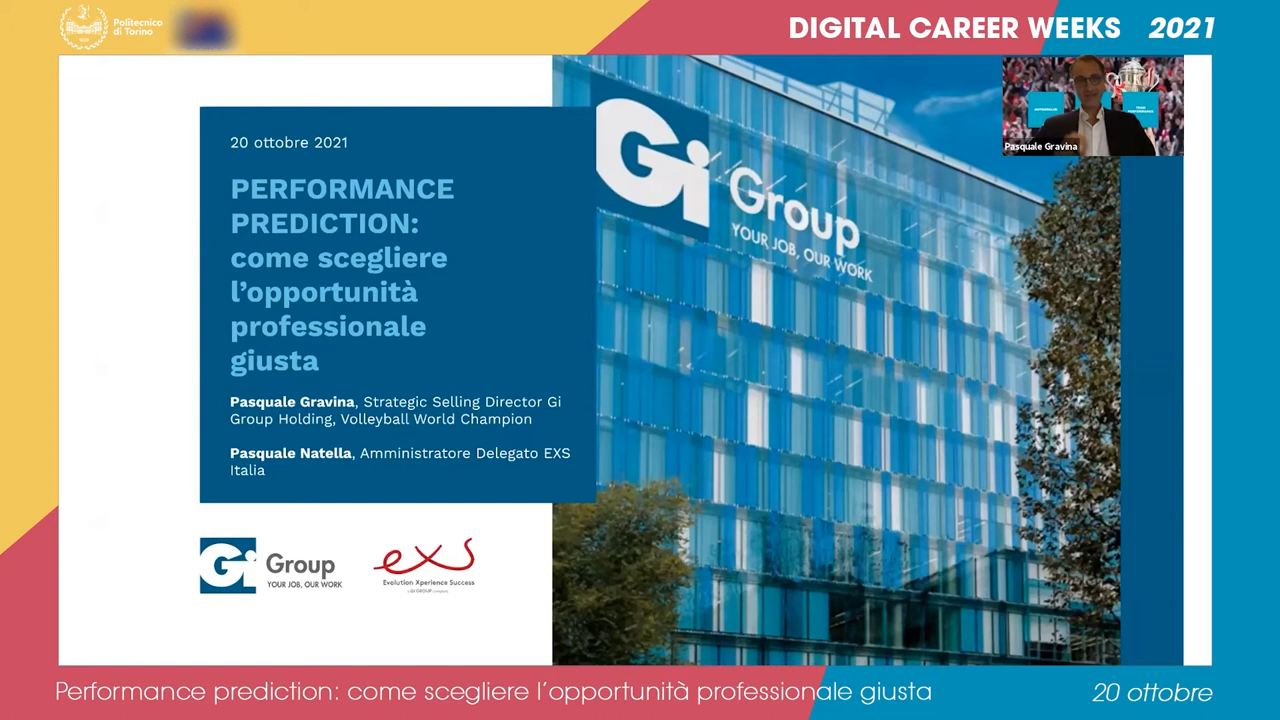 Politecnico
di Torino
DIGITAL CAREER WEEKS 2021
20 ottobre 2021
PERFORMANCE
PREDICTION:
come scegliere
l’opportunità
professionale
giusta
Pasquale Gravina, Strategic Selling Director Gi
Group Holding, Volleyball World Champion
Pasquale Natella, Amministratore Delegato EXS
Italia
Gi Group
YOUR JOB, OUR WORK
exs
Evolution Xperience Success
Gi Group
YOUR JOB, OUR WORK
Pasquale Gravina
Performance prediction: come scegliere l’opportunità professionale giusta
20 ottobre